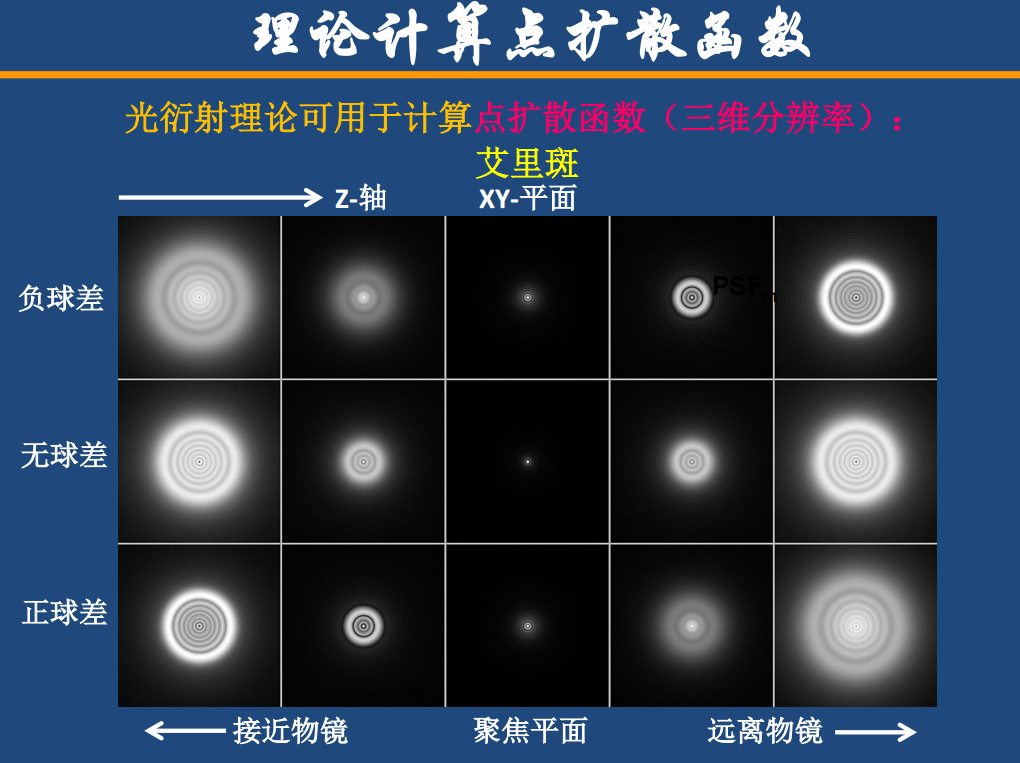 理论计算点扩散函数
光衍射理论可用于计算点扩散函数（三维分辨率）：
艾里斑
Z-轴 XY-平面
负球差
PSF
无球差
正球差
接近物镜 聚焦平面 远离物镜